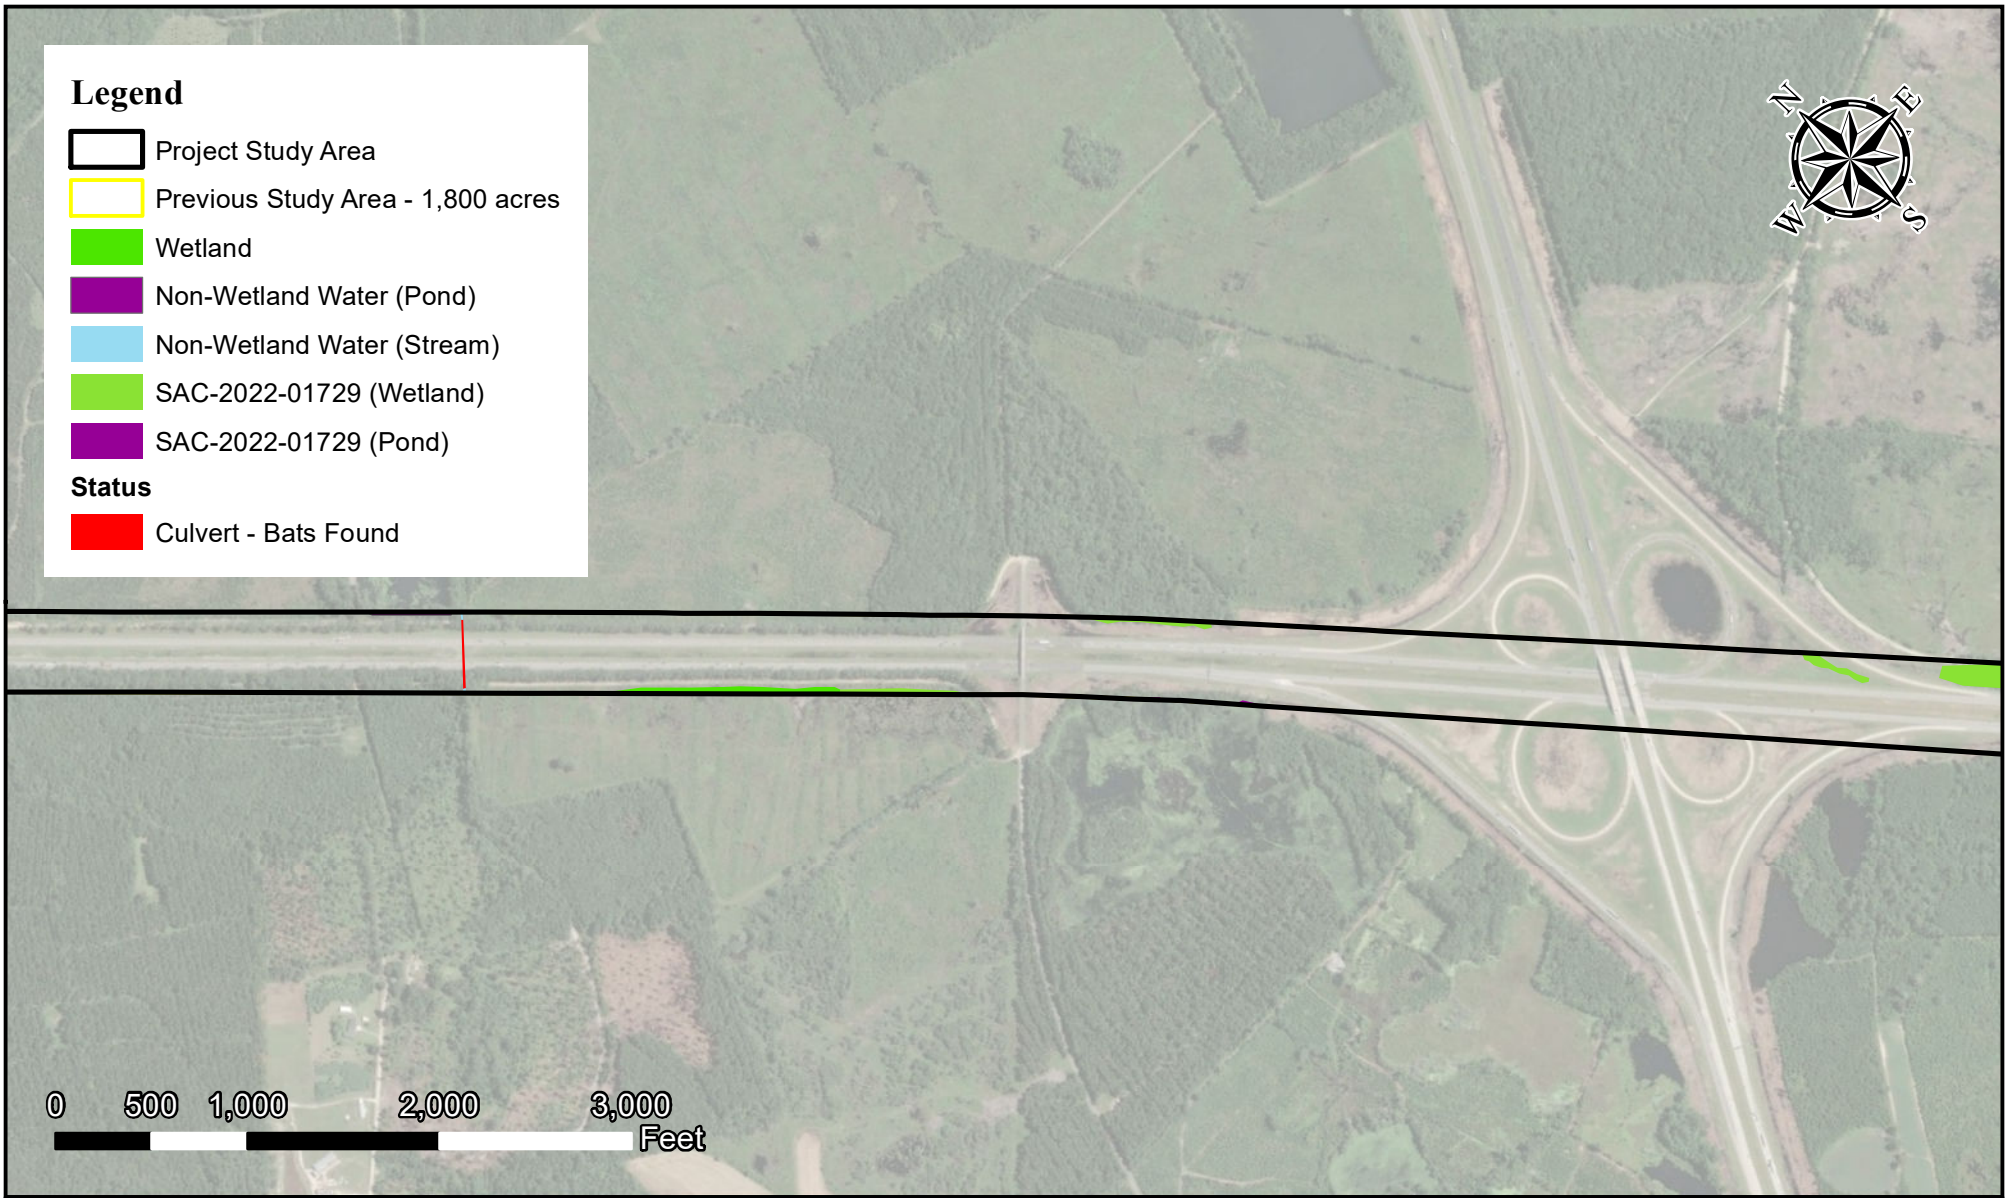 Legend
Project Study Area
Previous Study Area - 1,800 acres
Wetland
Non-Wetland Water (Pond)
Non-Wetland Water (Stream)
SAC-2022-01729 (Wetland)
SAC-2022-01729 (Pond)
Status
Culvert - Bats Found
N E
W S
0 500 1,000 2,000 3,000
Feet